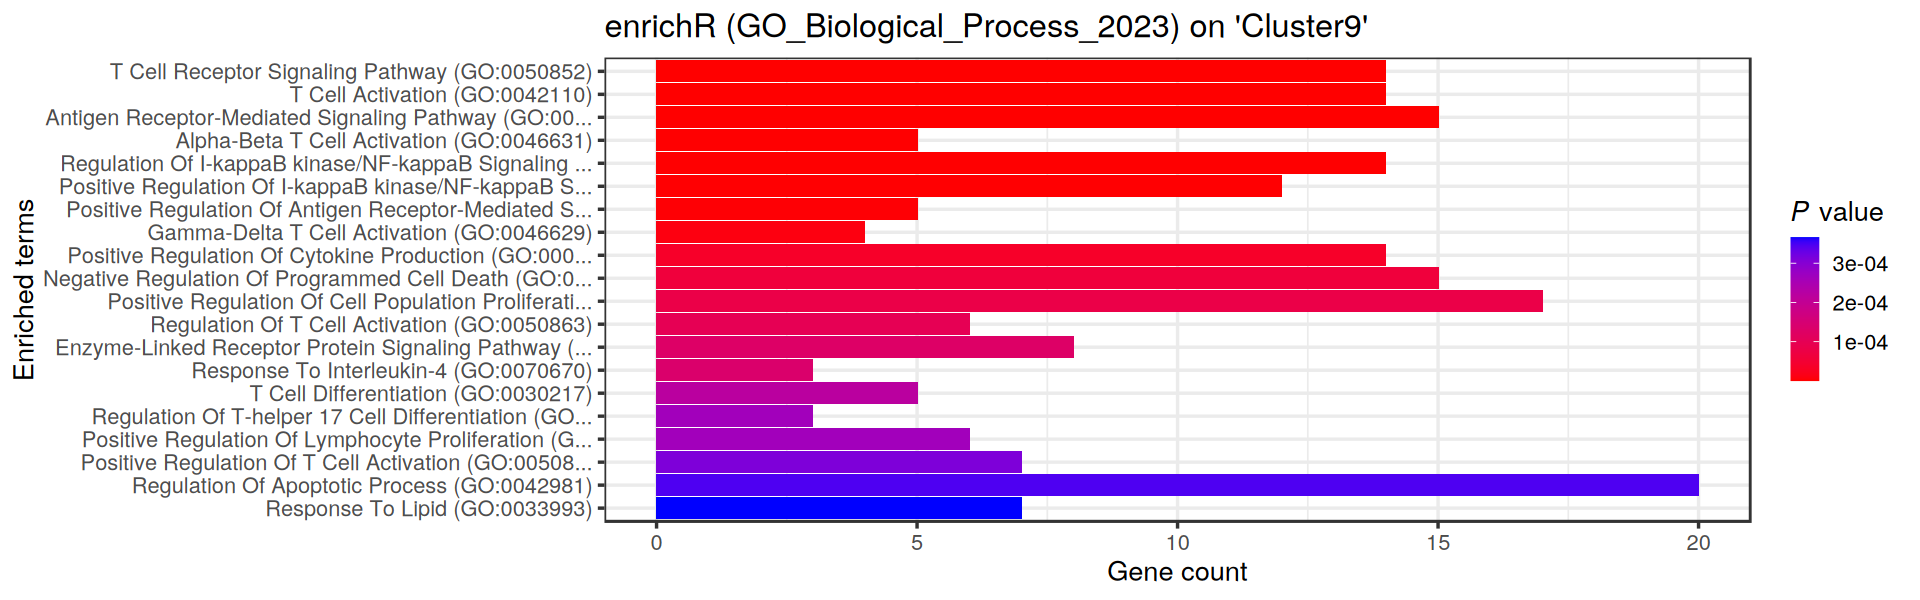 enrichR (GO_Biological_Process_2023) on 'Cluster9'
T Cell Receptor Signaling Pathway (GO:0050852)
T Cell Activation (GO:0042110)
Antigen Receptor-Mediated Signaling Pathway (GO:00...
Alpha-Beta T Cell Activation (GO:0046631)
Regulation Of I-kappaB kinase/NF-kappaB Signaling ...
Positive Regulation Of I-kappaB kinase/NF-kappaB S...
Positive Regulation Of Antigen Receptor-Mediated S...
Gamma-Delta T Cell Activation (GO:0046629)
Positive Regulation Of Cytokine Production (GO:000...
Negative Regulation Of Programmed Cell Death (GO:0...
Positive Regulation Of Cell Population Proliferati...
Regulation Of T Cell Activation (GO:0050863)
Enzyme-Linked Receptor Protein Signaling Pathway (...
Response To Interleukin-4 (GO:0070670)
T Cell Differentiation (GO:0030217)
Regulation Of T-helper 17 Cell Differentiation (GO...
Positive Regulation Of Lymphocyte Proliferation (G...
Positive Regulation Of T Cell Activation (GO:00508...
Regulation Of Apoptotic Process (GO:0042981)
Response To Lipid (GO:0033993)
Enriched terms
0 5 10 15 20
Gene count
P value
3e-04
2e-04
1e-04